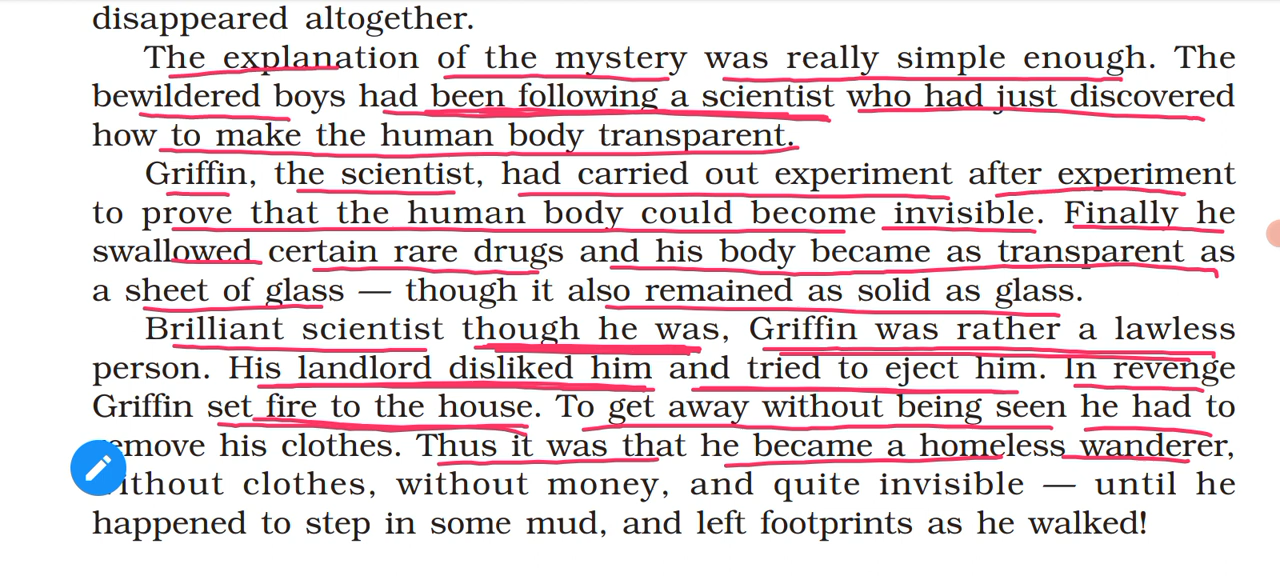 disappeared altogether.
The explanation of the mystery was really simple enough. The
bewildered boys had been following a scientist who had just discovered
how to make the human body transparent.
Griffin, the scientist, had carried out experiment after experiment
to prove that the human body could become invisible. Finally he
swallowed certain rare drugs and his body became as transparent as
a sheet of glass — though it also remained as solid as glass.
Brilliant scientist though he was, Griffin was rather a lawless
person. His landlord disliked him and tried to eject him. In revenge
Griffin set fire to the house. To get away without being seen he had to
remove his clothes. Thus it was that he became a homeless wanderer,
without clothes, without money, and quite invisible — until he
happened to step in some mud, and left footprints as he walked!